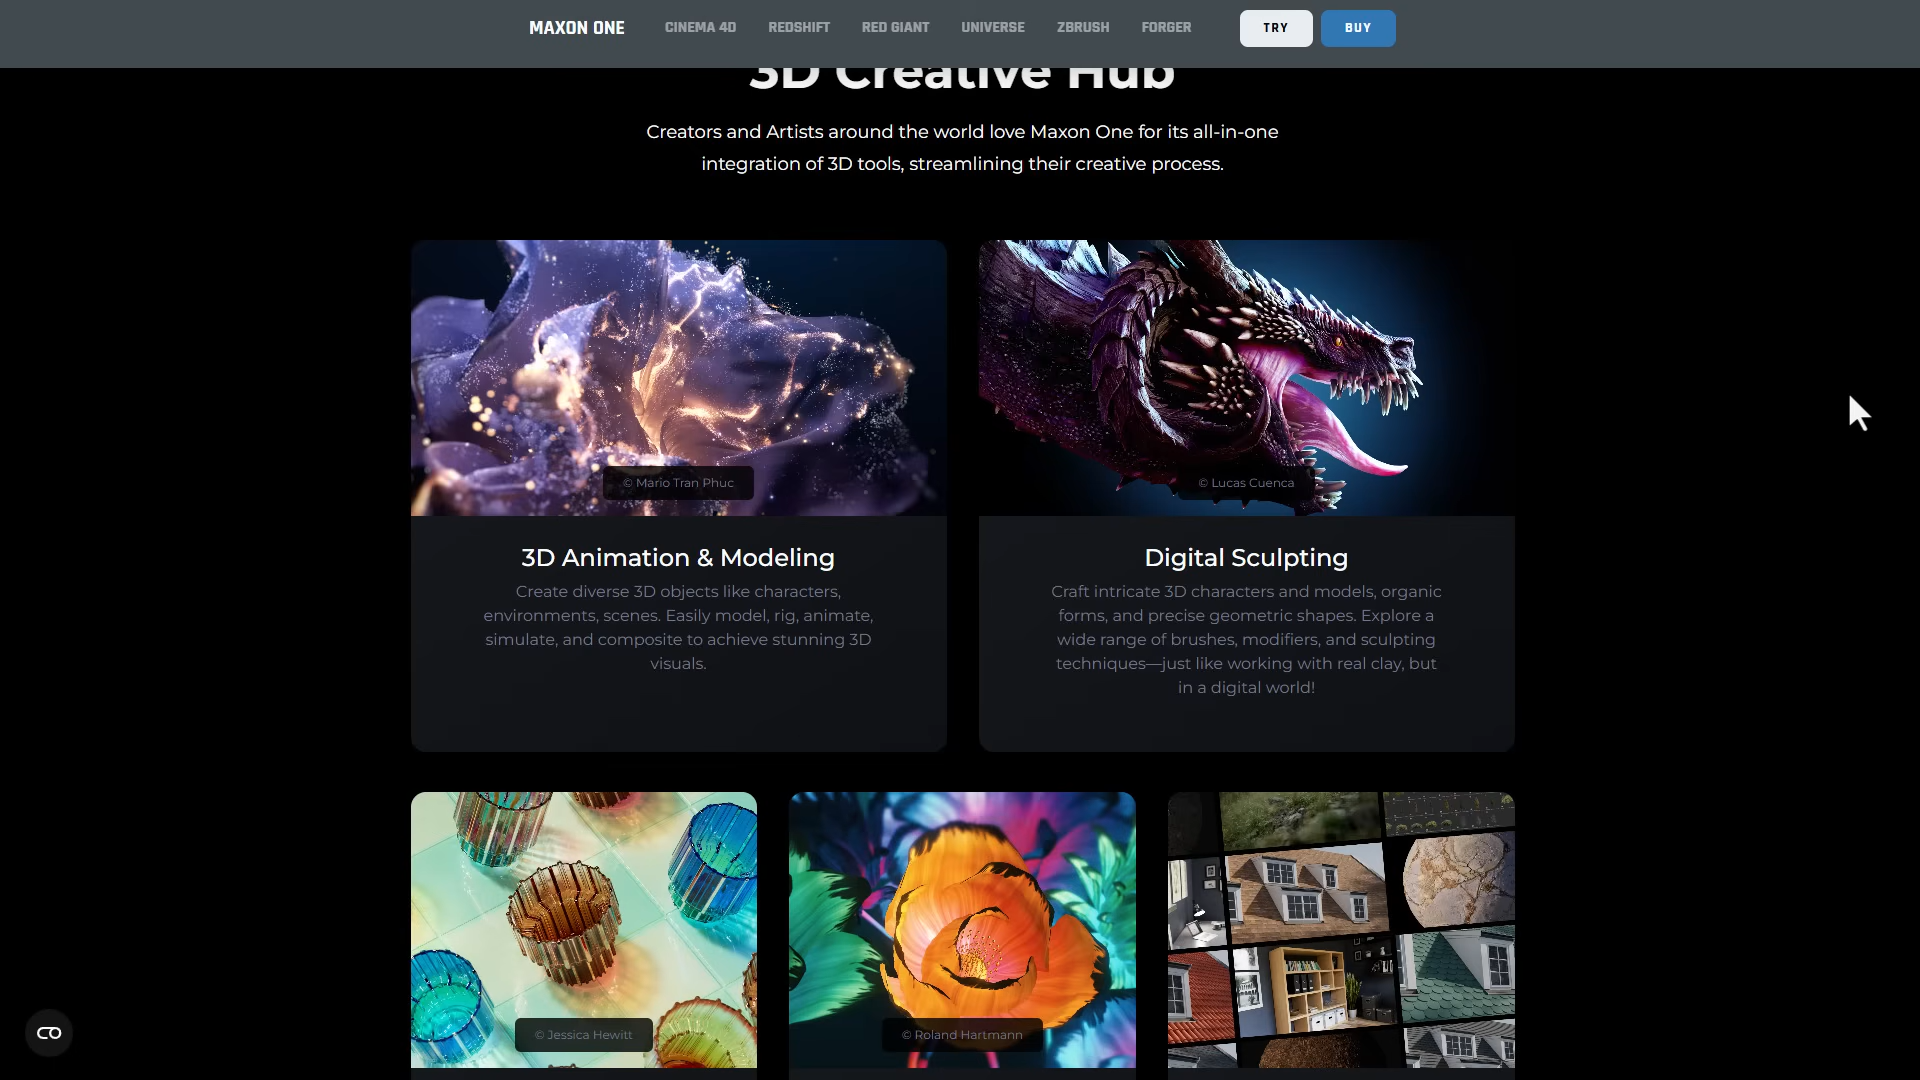 MAXON ONE CINEMA 4D REDSHIFT RED GIANT UNIVERSE ZBRUSH FORGER TRY BUY
3D Creative Hub
Creators and Artists around the world love Maxon One for its all-in-one
integration of 3D tools, streamlining their creative process.
© Mario Tran Phuc
© Lucas Cuenca
3D Animation & Modeling
Create diverse 3D objects like characters,
environments, scenes. Easily model, rig, animate,
simulate, and composite to achieve stunning 3D
visuals.
Digital Sculpting
Craft intricate 3D characters and models, organic
forms, and precise geometric shapes. Explore a
wide range of brushes, modifiers, and sculpting
techniques—just like working with real clay, but
in a digital world!
© Jessica Hewitt
© Roland Hartmann